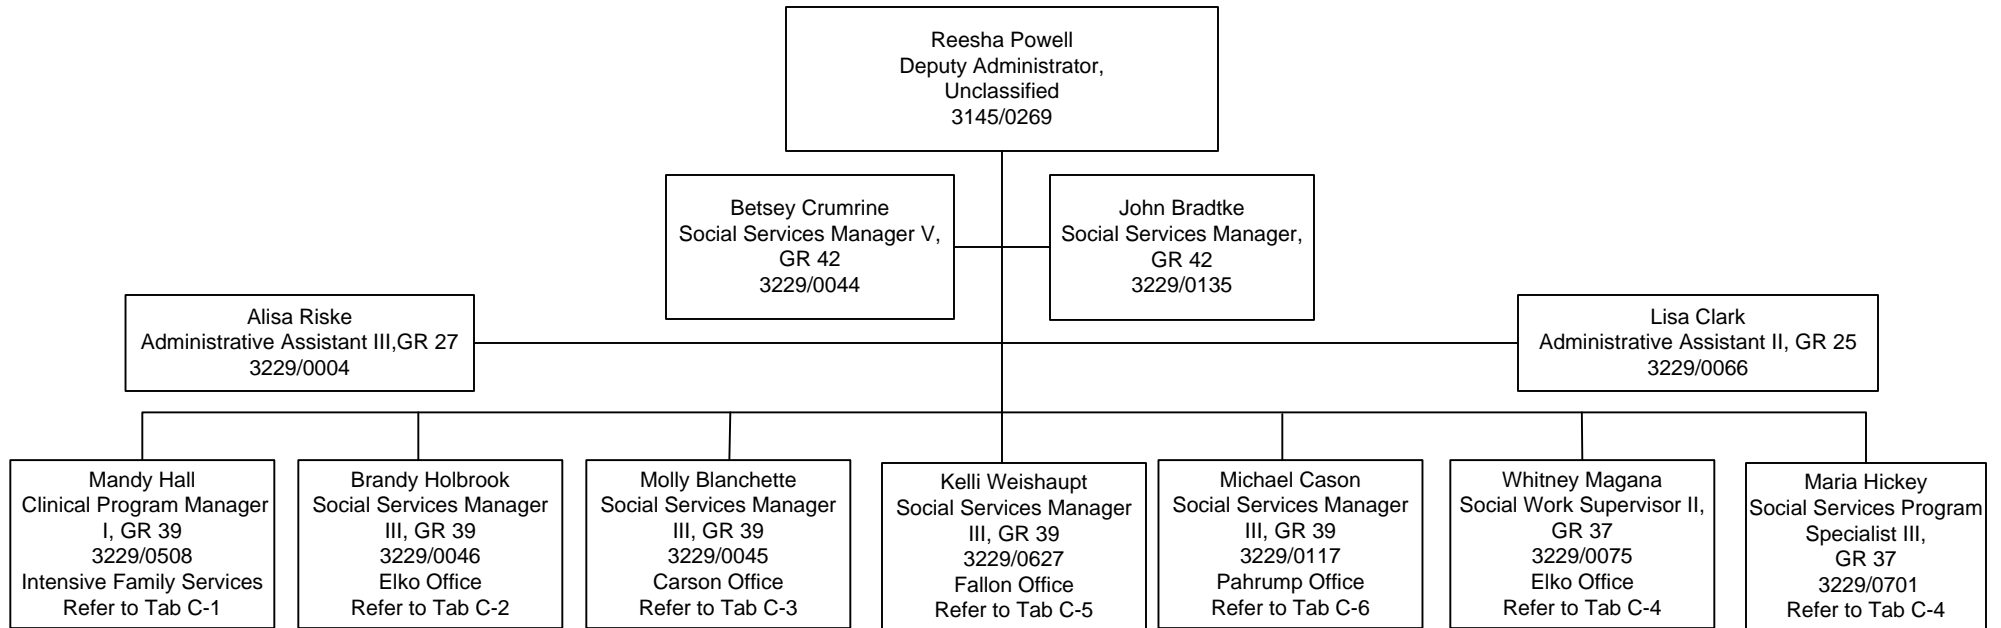 Reesha Powell
Deputy Administrator,
Unclassified
3145/0269
Betsey Crumrine
Social Services Manager V,
GR 42
3229/0044
John Bradtke
Social Services Manager,
GR 42
3229/0135
Alisa Riske
Administrative Assistant III,GR 27
3229/0004
Lisa Clark
Administrative Assistant II, GR 25
3229/0066
Mandy Hall
Clinical Program Manager
I, GR 39
3229/0508
Intensive Family Services
Refer to Tab C-1
Brandy Holbrook
Social Services Manager
III, GR 39
3229/0046
Elko Office
Refer to Tab C-2
Molly Blanchette
Social Services Manager
III, GR 39
3229/0045
Carson Office
Refer to Tab C-3
Kelli Weishaupt
Social Services Manager
III, GR 39
3229/0627
Fallon Office
Refer to Tab C-5
Michael Cason
Social Services Manager
III, GR 39
3229/0117
Pahrump Office
Refer to Tab C-6
Whitney Magana
Social Work Supervisor II,
GR 37
3229/0075
Elko Office
Refer to Tab C-4
Maria Hickey
Social Services Program
Specialist III,
GR 37
3229/0701
Refer to Tab C-4